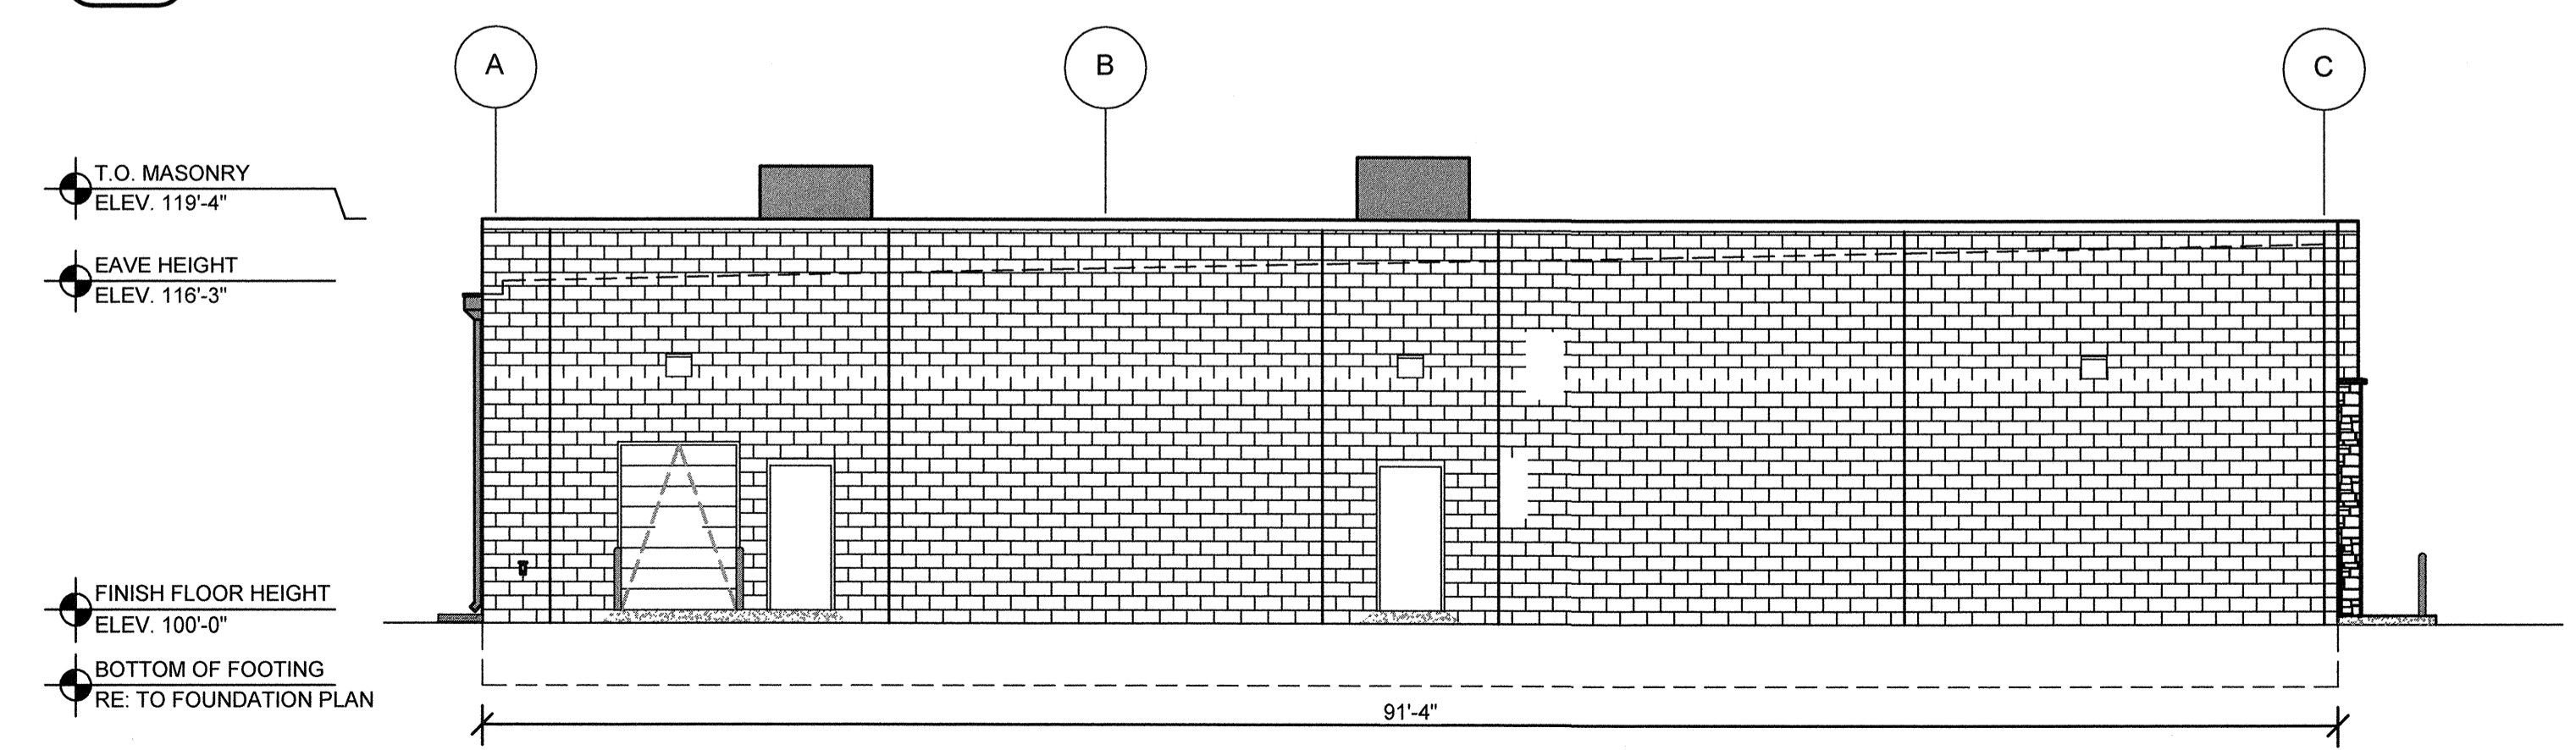 A
B
C
T.O. MASONRY
ELEV. 119'-4"
EAVE HEIGHT
ELEV. 116'-3"
FINISH FLOOR HEIGHT
ELEV. 100'-0"
BOTTOM OF FOOTING
RE: TO FOUNDATION PLAN
91'-4"